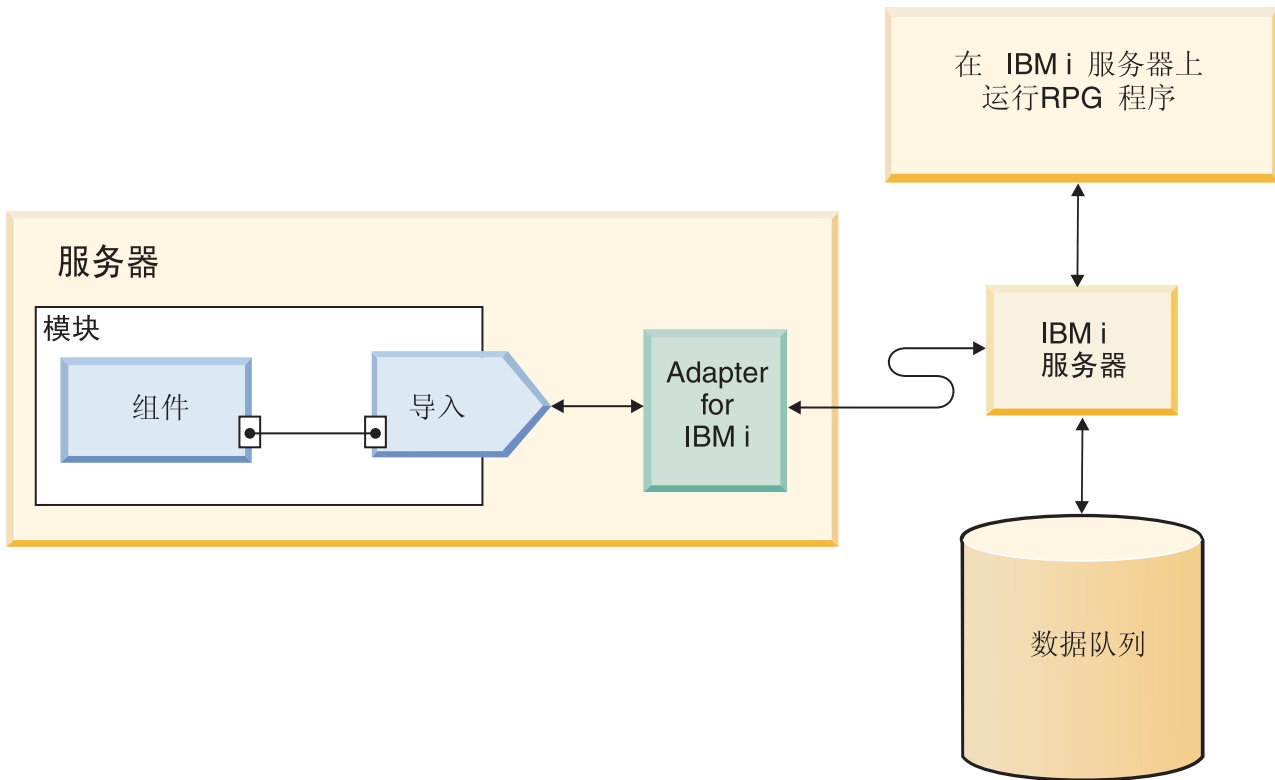 在 IBM i 服务器上
运行RPG 程序
服务器
模块
组件
导入
Adapter
for
IBM i
IBM i
服务器
数据队列